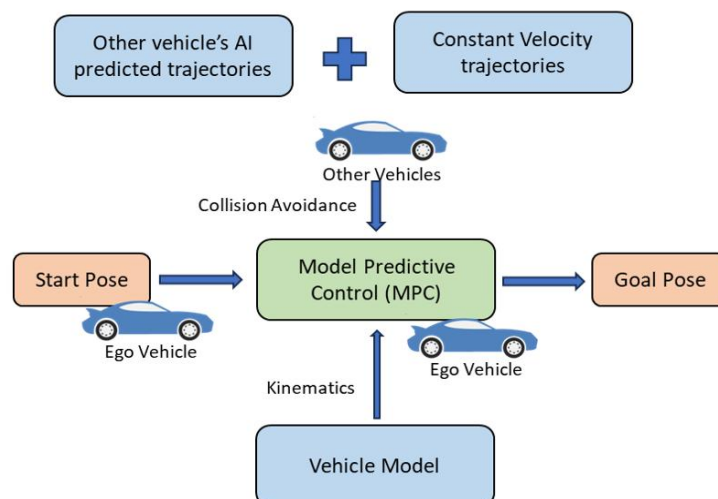 Other vehicle's AI
predicted trajectories
Constant Velocity
trajectories
Other Vehicles
Collision Avoidance
Start Pose
Model Predictive
Control (MPC)
Goal Pose
Ego Vehicle
Ego Vehicle
Kinematics
Vehicle Model